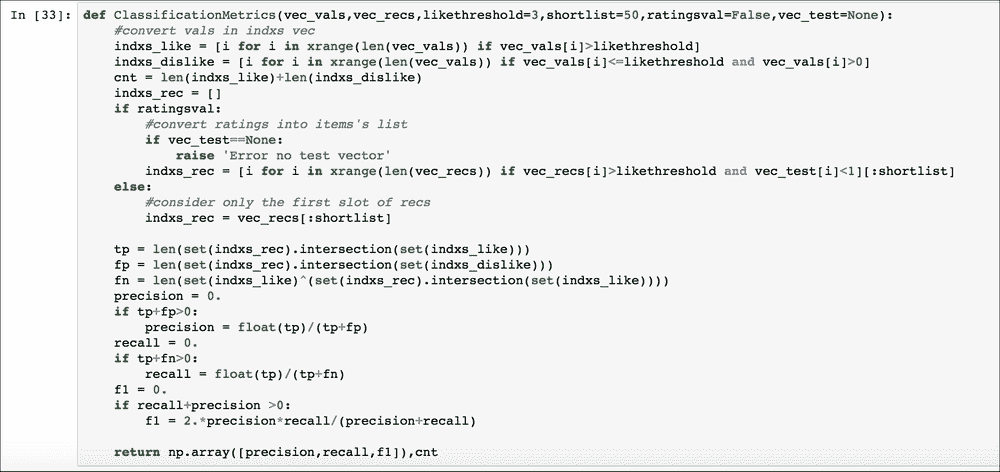 In [33]: def ClassificationMetrics(vec_vals,vec_recs,likethreshold=3,shortlist=50,ratingsval=False,vec_test=None):
    #convert vals in indxs vec
    indxs_like = [i for i in xrange(len(vec_vals)) if vec_vals[i]>likethreshold]
    indxs_dislike = [i for i in xrange(len(vec_vals)) if vec_vals[i]<=likethreshold and vec_vals[i]>0]
    cnt = len(indxs_like)+len(indxs_dislike)
    indxs_rec = []
    if ratingsval:
        #convert ratings into items's list
        if vec_test==None:
            raise 'Error no test vector'
        indxs_rec = [i for i in xrange(len(vec_recs)) if vec_recs[i]>likethreshold and vec_test[i]<1][:shortlist]
    else:
        #consider only the first slot of recs
        indxs_rec = vec_recs[:shortlist]

    tp = len(set(indxs_rec).intersection(set(indxs_like)))
    fp = len(set(indxs_rec).intersection(set(indxs_dislike)))
    fn = len(set(indxs_like)^(set(indxs_rec).intersection(set(indxs_like))))
    precision = 0.
    if tp+fp>0:
        precision = float(tp)/(tp+fp)
    recall = 0.
    if tp+fn>0:
        recall = float(tp)/(tp+fn)
    f1 = 0.
    if recall+precision >0:
        f1 = 2.*precision*recall/(precision+recall)

    return np.array([precision,recall,f1]),cnt